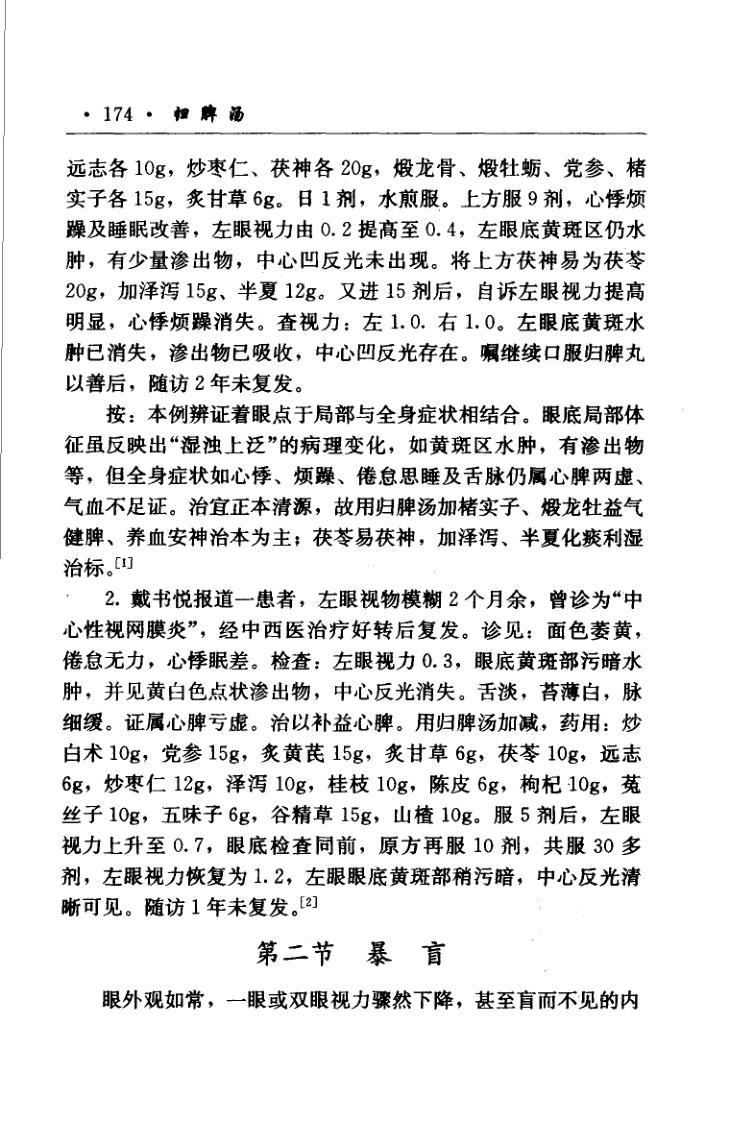 · 174 · 归脾汤
远志各 10g，炒枣仁、茯神各 20g，煅龙骨、煅牡蛎、党参、楮
实子各 15g，炙甘草 6g。日 1 剂，水煎服。上方服 9 剂，心悸烦
躁及睡眠改善，左眼视力由 0.2 提高至 0.4，左眼底黄斑区仍水
肿，有少量渗出物，中心凹反光未出现。将上方茯神易为茯苓
20g，加泽泻 15g、半夏 12g。又进 15 剂后，自诉左眼视力提高
明显，心悸烦躁消失。查视力：左 1.0. 右 1.0。左眼底黄斑水
肿已消失，渗出物已吸收，中心凹反光存在。嘱继续口服归脾丸
以善后，随访 2 年未复发。
按：本例辨证着眼点于局部与全身症状相结合。眼底局部体
征虽反映出“湿浊上泛”的病理变化，如黄斑区水肿，有渗出物
等，但全身症状如心悸、烦躁、倦怠思睡及舌脉仍属心脾两虚、
气血不足证。治宜正本清源，故用归脾汤加楮实子、煅龙牡益气
健脾、养血安神治本为主；茯苓易茯神，加泽泻、半夏化痰利湿
治标。[1]
2. 戴书悦报道一患者，左眼视物模糊 2 个月余，曾诊为“中
心性视网膜炎”，经中西医治疗好转后复发。诊见：面色萎黄，
倦怠无力，心悸眠差。检查：左眼视力 0.3，眼底黄斑部污暗水
肿，并见黄白色点状渗出物，中心反光消失。舌淡，苔薄白，脉
细缓。证属心脾亏虚。治以补益心脾。用归脾汤加减，药用：炒
白术 10g，党参 15g，炙黄芪 15g，炙甘草 6g，茯苓 10g，远志
6g，炒枣仁 12g，泽泻 10g，桂枝 10g，陈皮 6g，枸杞 10g，菟
丝子 10g，五味子 6g，谷精草 15g，山楂 10g。服 5 剂后，左眼
视力上升至 0.7，眼底检查同前，原方再服 10 剂，共服 30 多
剂，左眼视力恢复为 1.2，左眼眼底黄斑部稍污暗，中心反光清
晰可见。随访 1 年未复发。[2]
第二节 暴 盲
眼外观如常，一眼或双眼视力骤然下降，甚至盲而不见的内